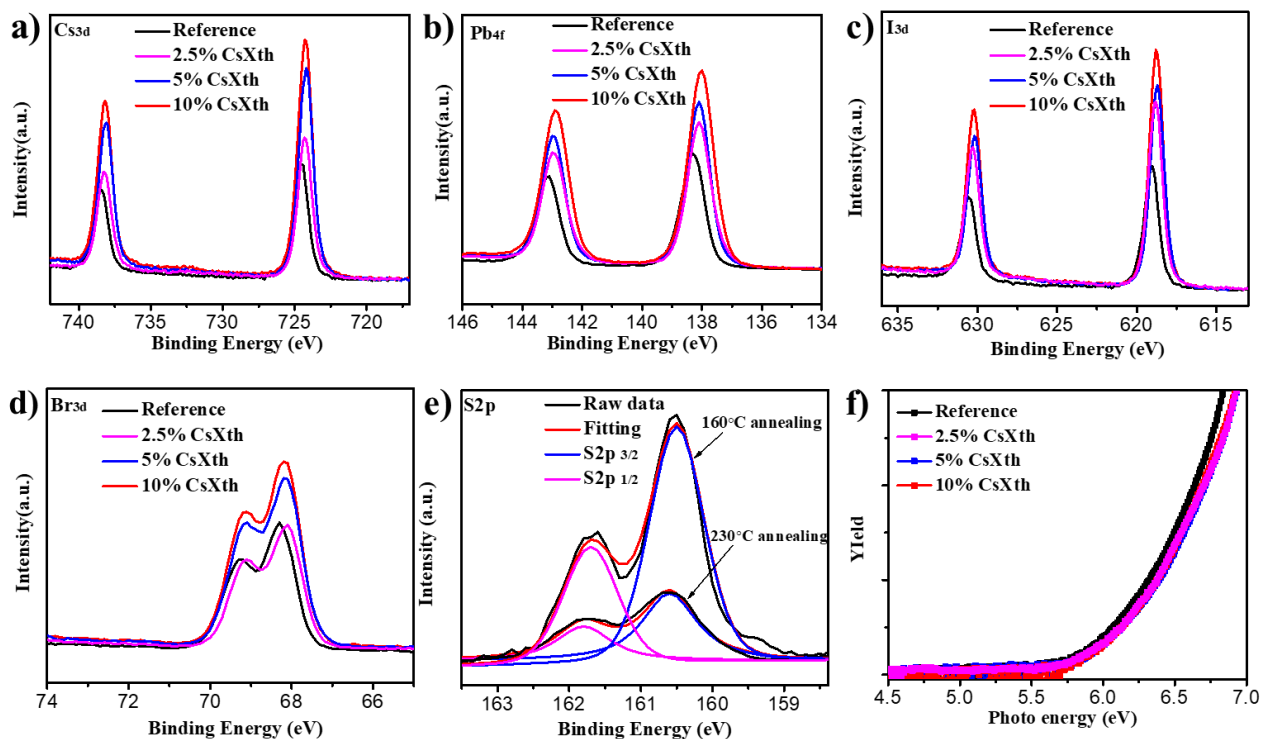 a) Cs3d
Reference
2.5% CsXth
5% CsXth
10% CsXth
Intensity(a.u.)
740 735 730 725 720
Binding Energy (eV)
b) Pb4f
Reference
2.5% CsXth
5% CsXth
10% CsXth
Intensity(a.u.)
146 144 142 140 138 136 134
Binding Energy (eV)
c) I3d
Reference
2.5% CsXth
5% CsXth
10% CsXth
Intensity(a.u.)
635 630 625 620 615
Binding Energy (eV)
d) Br3d
Reference
2.5% CsXth
5% CsXth
10% CsXth
Intensity(a.u.)
74 72 70 68 66
Binding Energy (eV)
e) S2p
Raw data
Fitting
S2p 3/2
S2p 1/2
160°C annealing
230°C annealing
Intensity (a.u.)
163 162 161 160 159
Binding Energy (eV)
f)
Reference
2.5% CsXth
5% CsXth
10% CsXth
YIeld
4.5 5.0 5.5 6.0 6.5 7.0
Photo energy (eV)